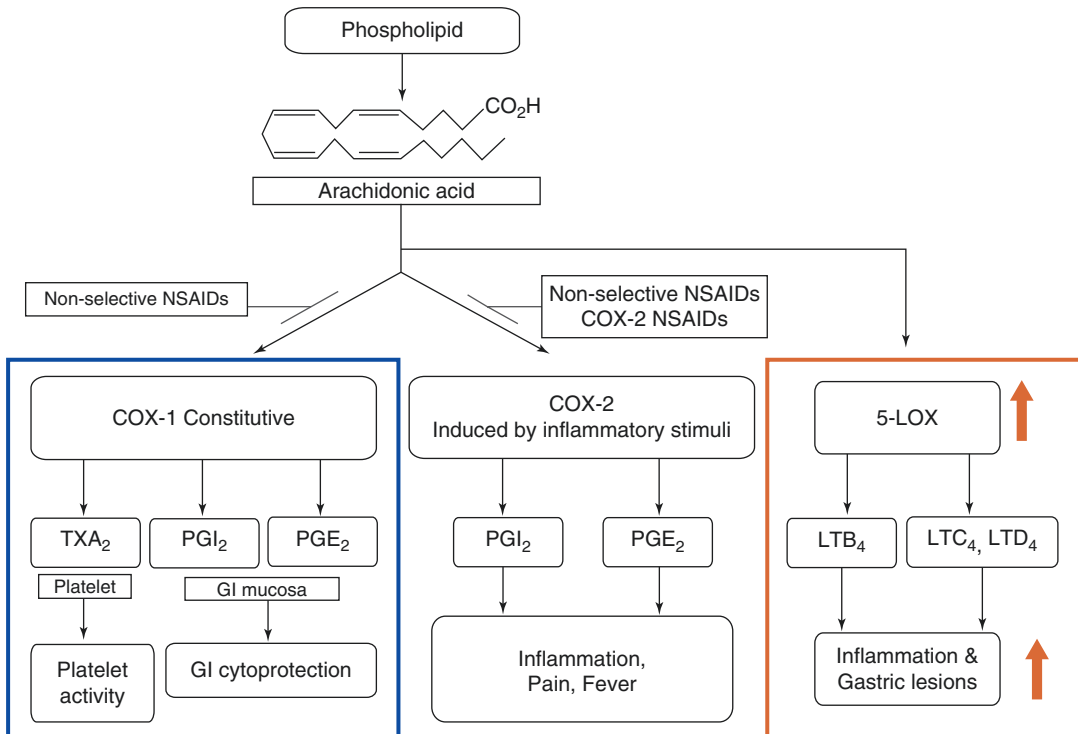 Phospholipid
CO₂H
Arachidonic acid
Non-selective NSAIDs
Non-selective NSAIDs
COX-2 NSAIDs
COX-1 Constitutive
COX-2
Induced by inflammatory stimuli
5-LOX
TXA₂
PGI₂
PGE₂
PGI₂
PGE₂
LTB₄
LTC₄, LTD₄
Platelet
GI mucosa
Platelet
activity
GI cytoprotection
Inflammation,
Pain, Fever
Inflammation &
Gastric lesions